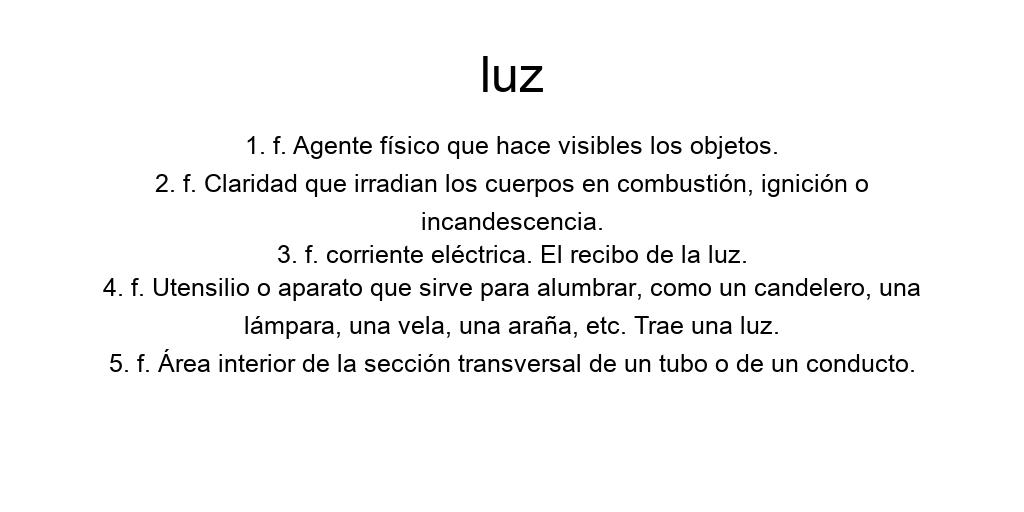 luz
1. f. Agente físico que hace visibles los objetos.
2. f. Claridad que irradian los cuerpos en combustión, ignición o
incandescencia.
3. f. corriente eléctrica. El recibo de la luz.
4. f. Utensilio o aparato que sirve para alumbrar, como un candelero, una
lámpara, una vela, una araña, etc. Trae una luz.
5. f. Área interior de la sección transversal de un tubo o de un conducto.